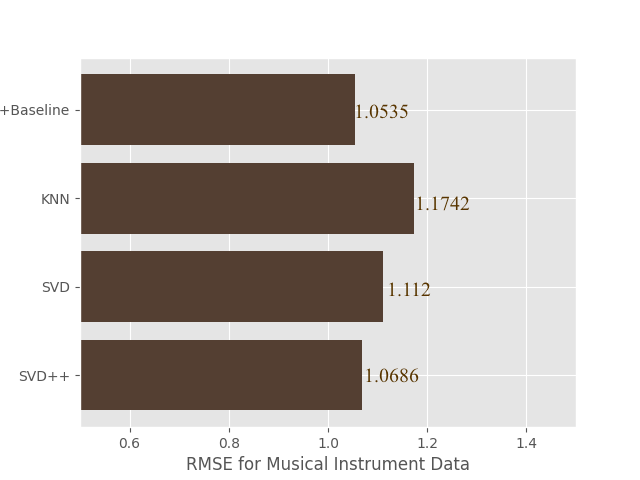 +Baseline
1.0535
KNN
1.1742
SVD
1.112
SVD++
1.0686
0.6 0.8 1.0 1.2 1.4
RMSE for Musical Instrument Data